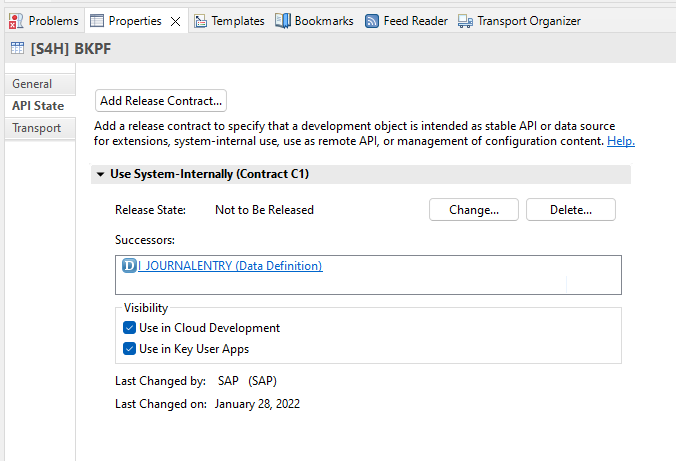 Problems Properties Templates Bookmarks Feed Reader Transport Organizer
[S4H] BKPF
General
API State
Transport
Add Release Contract...
Add a release contract to specify that a development object is intended as stable API or data source
for extensions, system-internal use, use as remote API, or management of configuration content. Help.
Use System-Internally (Contract C1)
Release State: Not to Be Released Change... Delete...
Successors:
D I_JOURNALENTRY (Data Definition)
Visibility
Use in Cloud Development
Use in Key User Apps
Last Changed by: SAP (SAP)
Last Changed on: January 28, 2022